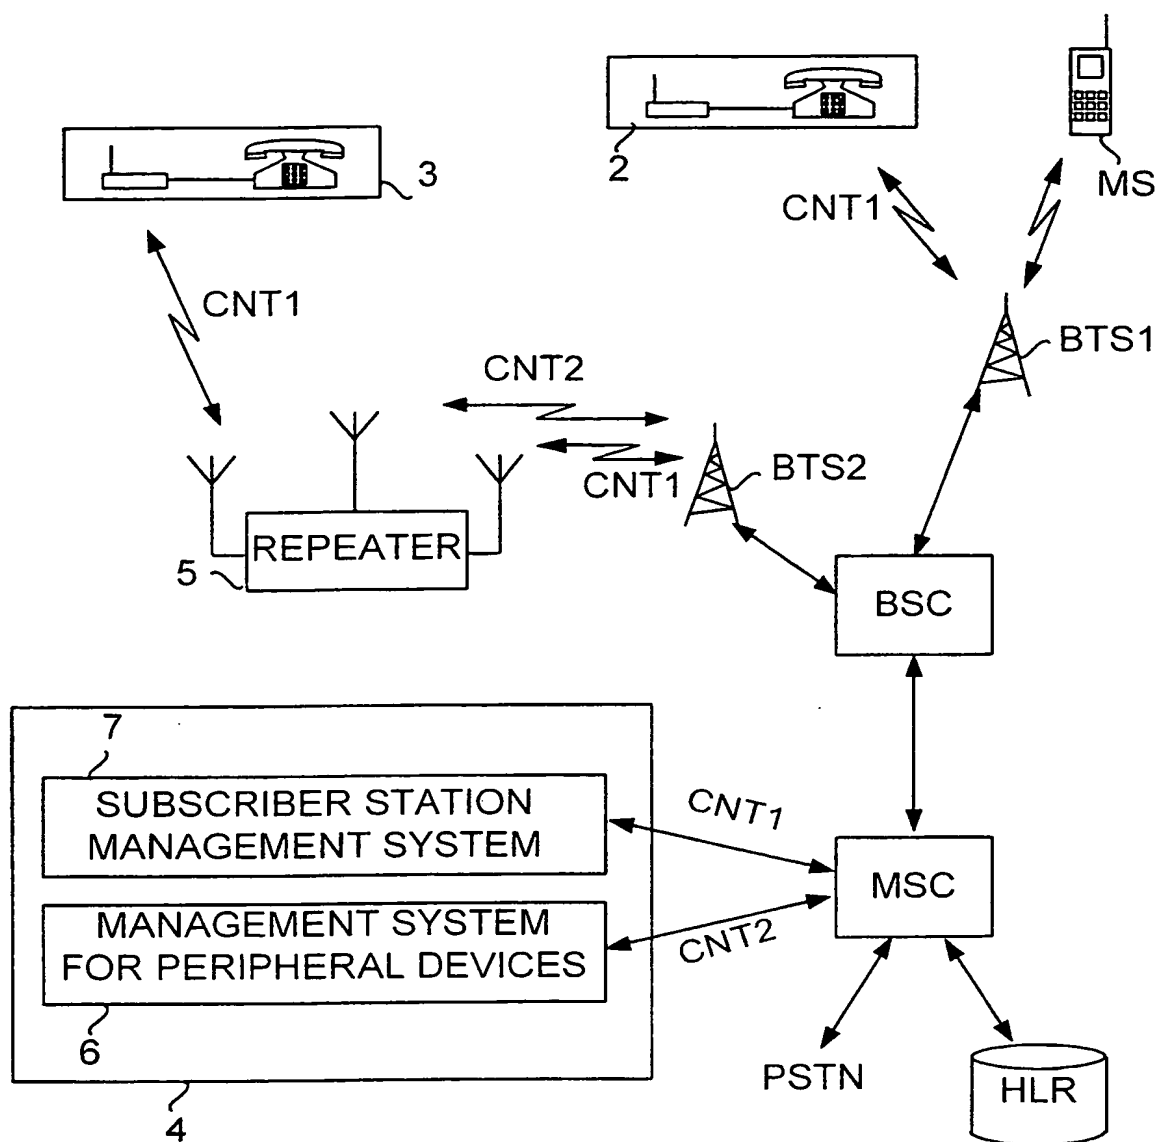 2
MS
3
CNT1
CNT1
BTS1
CNT2
CNT1
BTS2
REPEATER
5
BSC
7
SUBSCRIBER STATION
MANAGEMENT SYSTEM
CNT1
MSC
MANAGEMENT SYSTEM
FOR PERIPHERAL DEVICES
CNT2
6
PSTN
HLR
4